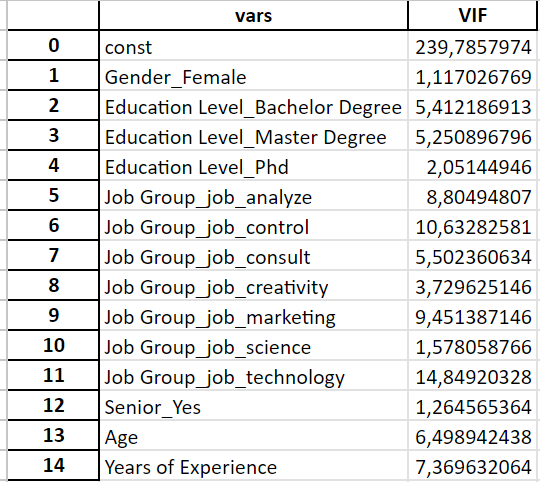 vars VIF
0 const 239,7857974
1 Gender_Female 1,117026769
2 Education Level_Bachelor Degree 5,412186913
3 Education Level_Master Degree 5,250896796
4 Education Level_Phd 2,05144946
5 Job Group_job_analyze 8,80494807
6 Job Group_job_control 10,63282581
7 Job Group_job_consult 5,502360634
8 Job Group_job_creativity 3,729625146
9 Job Group_job_marketing 9,451387146
10 Job Group_job_science 1,578058766
11 Job Group_job_technology 14,84920328
12 Senior_Yes 1,264565364
13 Age 6,498942438
14 Years of Experience 7,369632064